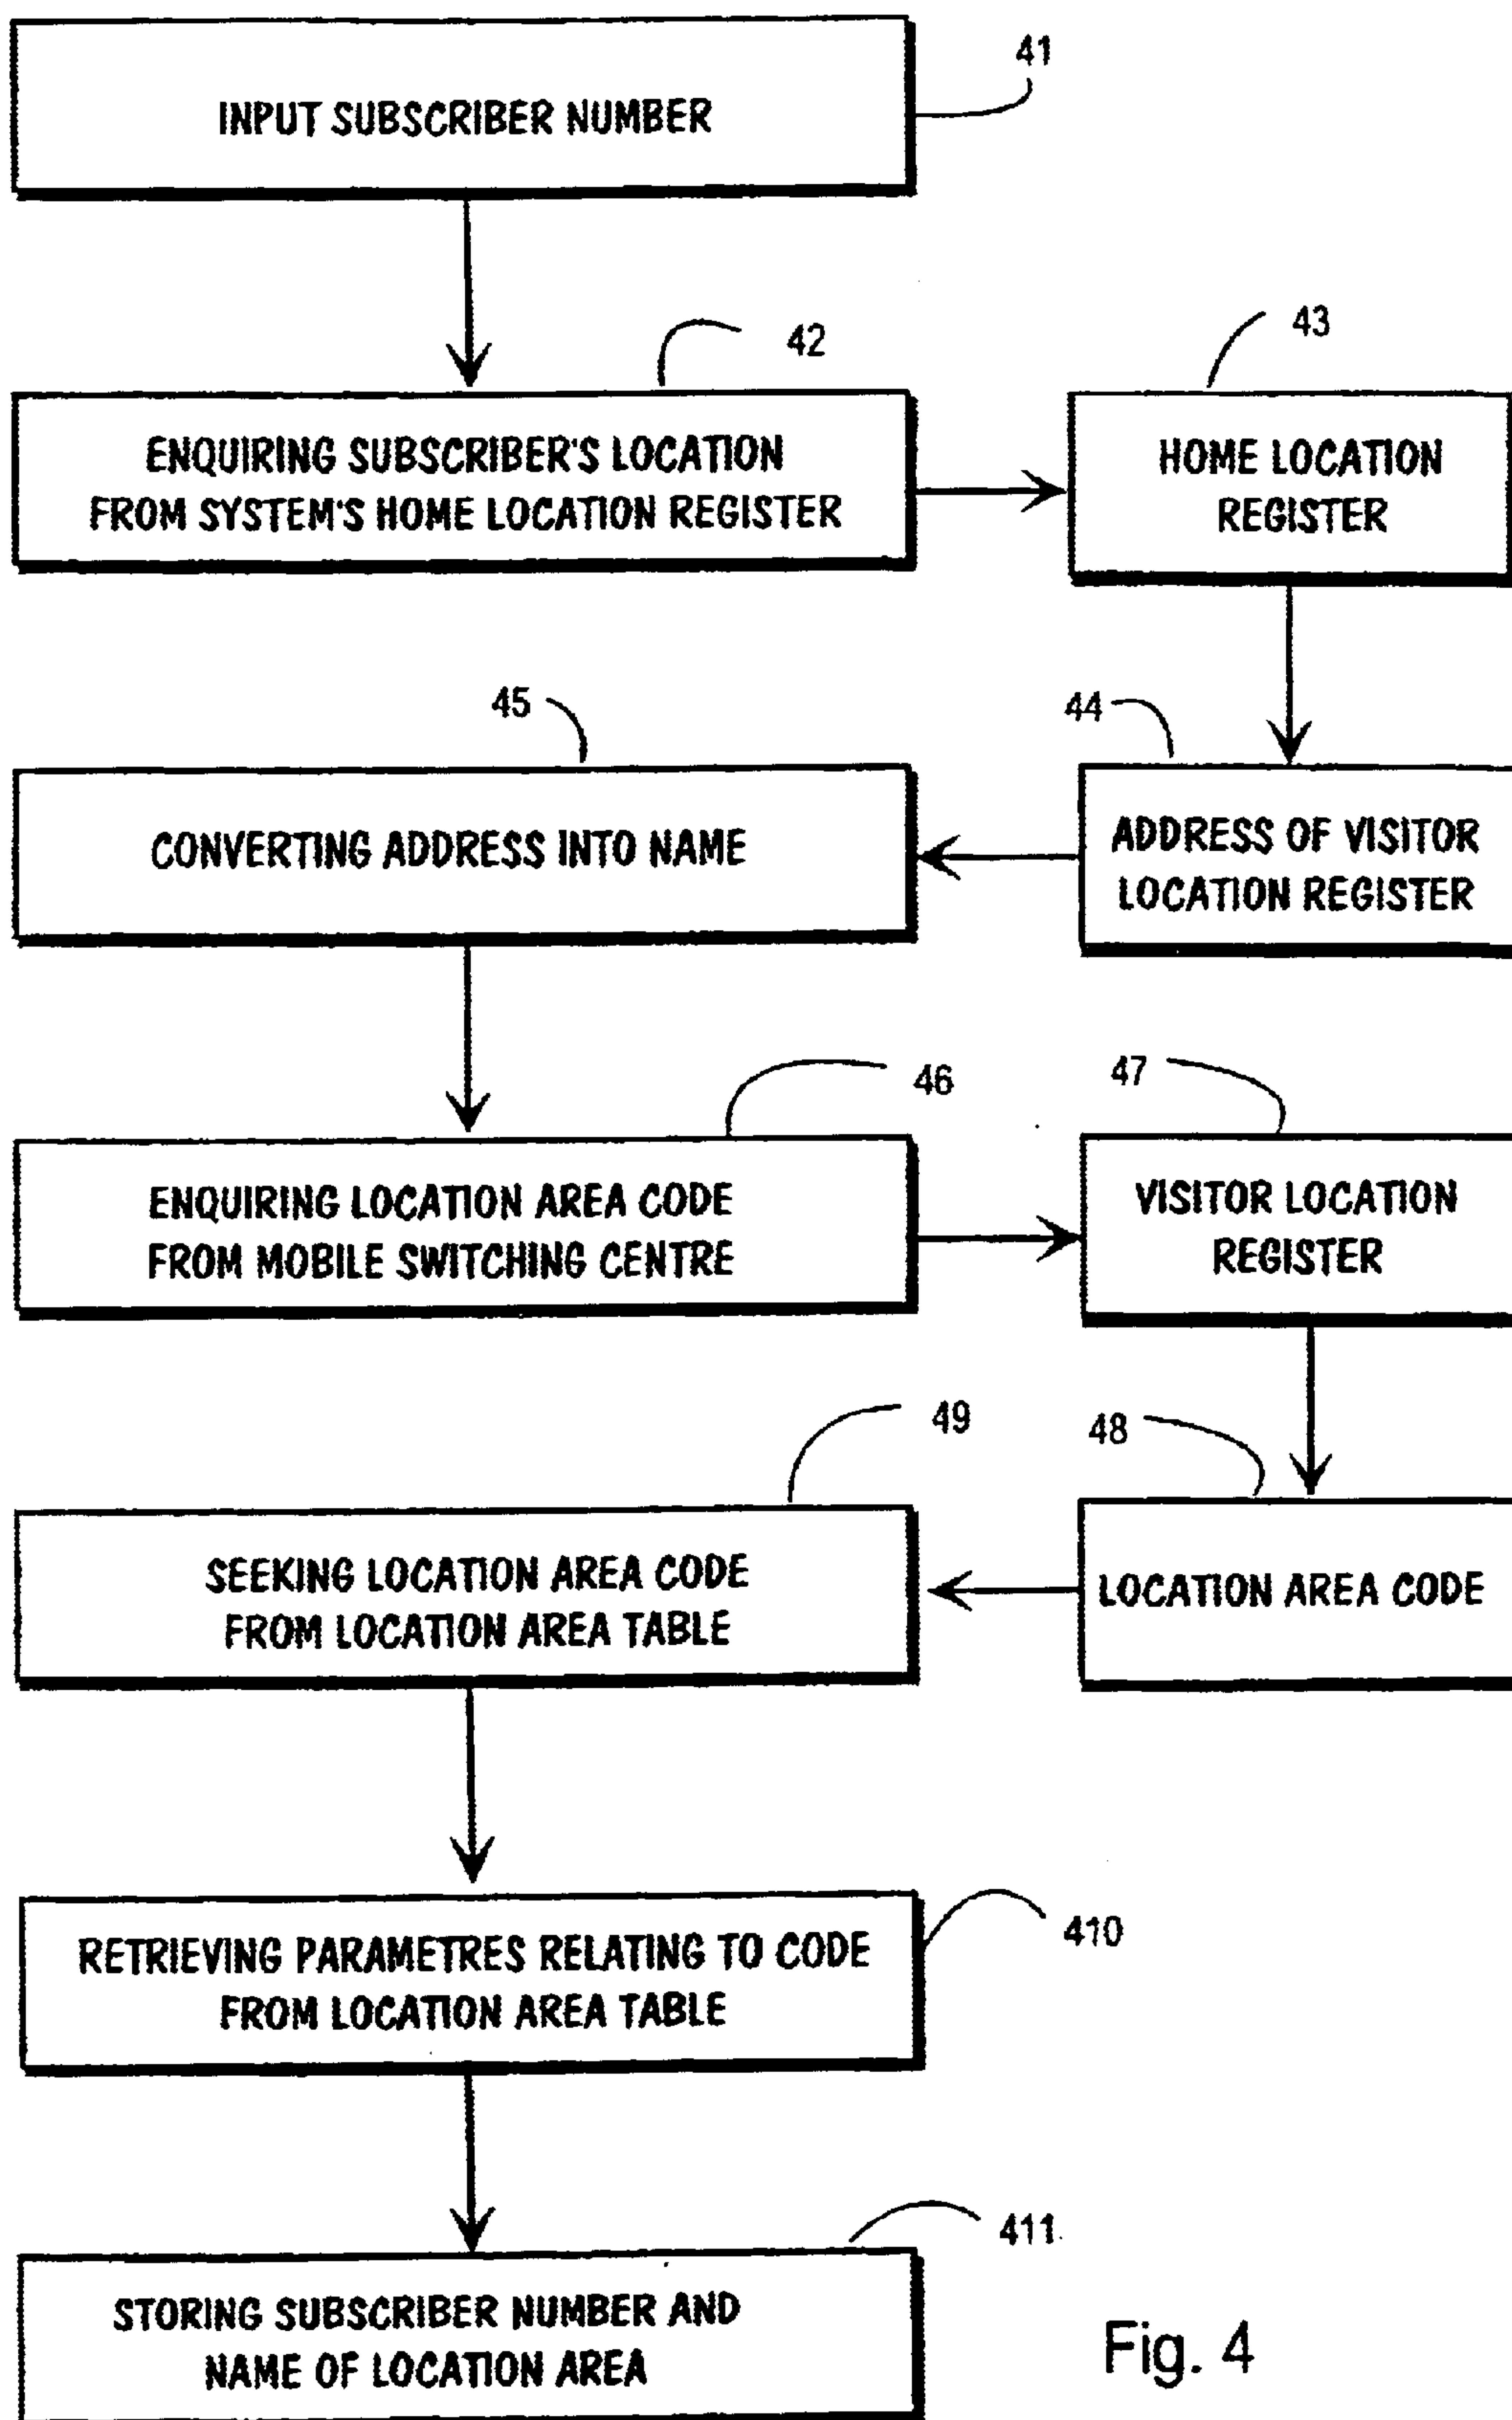 INPUT SUBSCRIBER NUMBER
41
42
ENQUIRING SUBSCRIBER'S LOCATION
FROM SYSTEM'S HOME LOCATION REGISTER
43
HOME LOCATION
REGISTER
44
ADDRESS OF VISITOR
LOCATION REGISTER
45
CONVERTING ADDRESS INTO NAME
46
ENQUIRING LOCATION AREA CODE
FROM MOBILE SWITCHING CENTRE
47
VISITOR LOCATION
REGISTER
48
LOCATION AREA CODE
49
SEEKING LOCATION AREA CODE
FROM LOCATION AREA TABLE
410
RETRIEVING PARAMETRES RELATING TO CODE
FROM LOCATION AREA TABLE
411
STORING SUBSCRIBER NUMBER AND
NAME OF LOCATION AREA
Fig. 4